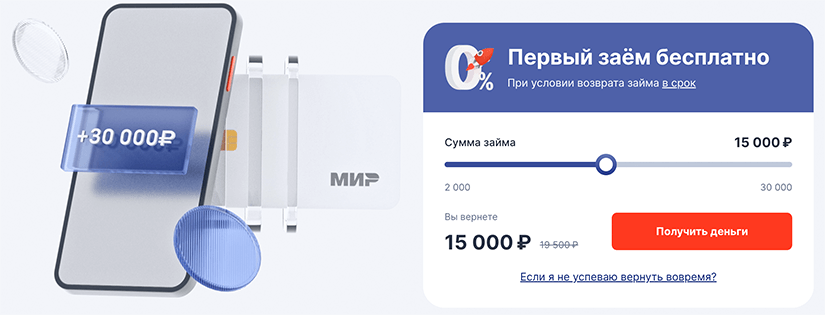 +30 000₽
МИР
0%
Первый заём бесплатно
При условии возврата займа в срок
Сумма займа
15 000 ₽
2 000
30 000
Вы вернете
15 000 ₽ 19 500 ₽
Получить деньги
Если я не успеваю вернуть вовремя?